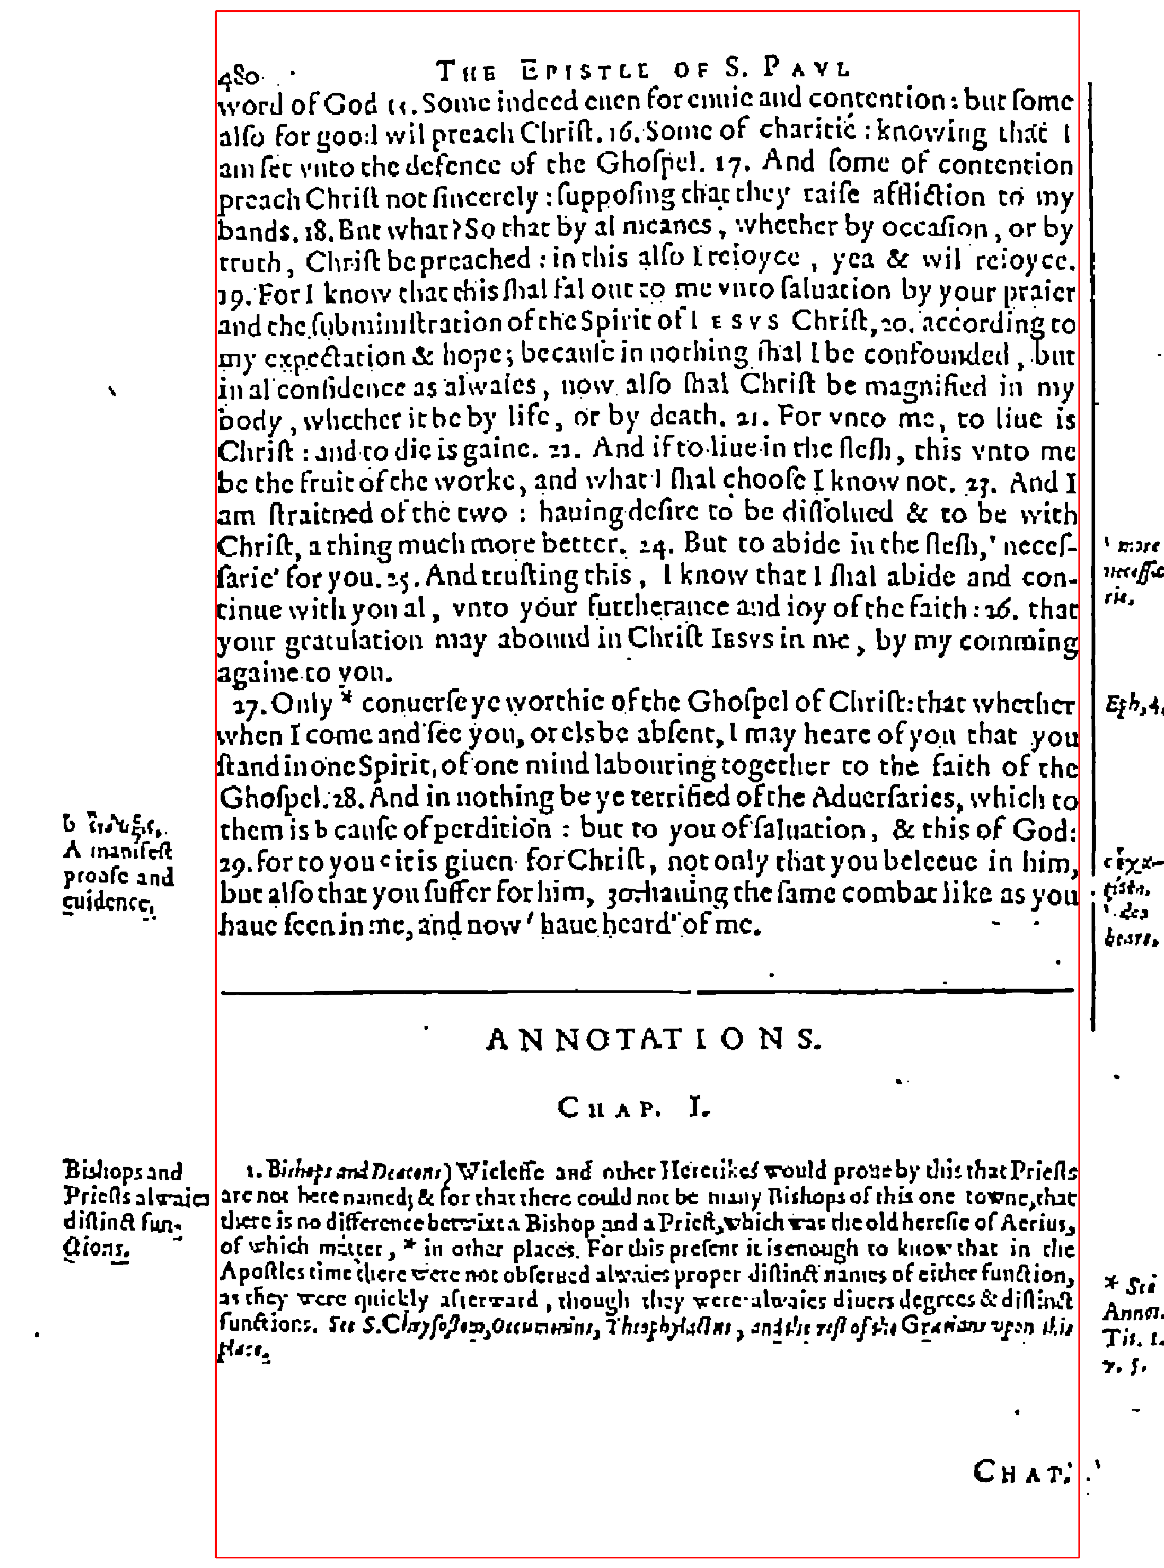 480 THE EPISTLE OF S. PAVL
word of God 15. Some indeed euen for enuie and contention: but ſome
alſo for good wil preach Chriſt. 16. Some of charitie: knowing that I
am ſet vnto the defence of the Ghoſpel. 17. And ſome of contention
preach Chriſt not ſincerely: ſuppoſing that they raiſe affliction to my
bands. 18. But what? So that by al meanes, whether by occaſion, or by
truth, Chriſt be preached: in this alſo I reioyce, yea & wil reioyce.
19. For I know that this ſhal fal out to me vnto ſaluation by your praier
and the ſubminiſtration of the Spirit of IESVS Chriſt, 20. according to
my expectation & hope; becauſe in nothing ſhal I be confounded, but
in al confidence as alwaies, now alſo ſhal Chriſt be magnified in my
body, whether it be by life, or by death. 21. For vnto me, to liue is
Chriſt: and to die is gaine. 22. And if to liue in the fleſh, this vnto me
be the fruit of the worke, and what I ſhal chooſe I know not. 23. And I
am ſtraitned of the two: hauing deſire to be diſſolued & to be with
Chriſt, a thing much more better. 24. But to abide in the fleſh, ' neceſ-
ſarie' for you. 25. And truſting this, I know that I ſhal abide and con-
tinue with you al, vnto your furtherance and ioy of the faith: 26. that
your gratulation may abound in Chriſt IESVS in me, by my comming
againe to you.
27. Only * conuerſe ye worthie of the Ghoſpel of Chriſt: that whether
when I come and ſee you, or els be abſent, I may heare of you that you
ſtand in one Spirit, of one mind labouring together to the faith of the
Ghoſpel. 28. And in nothing be ye terrified of the Aduerſaries, which to
them is b cauſe of perdition: but to you of ſaluation, & this of God:
29. for to you c it is giuen for Chriſt, not only that you beleeue in him,
but alſo that you ſuffer for him, 30. hauing the ſame combat like as you
haue ſeen in me, and now ' haue heard' of me.
' more
neceſſa
rie.
Eph, 4,
b
A manifeſt
proofe and
euidence,
c
' des
heare,
ANNOTATIONS.
CHAP. I.
Bishops and
Prieſts alwaies
diſtinct fun-
ctions.
1. Bishops and Deacons) Wicleffe and other Heretikes would proue by this that Prieſts
are not here named; & for that there could not be many Bishops of this one towne, that
there is no difference betwixt a Bishop and a Prieſt, which was the old hereſie of Aerius,
of which matter, * in other places. For this preſent it is enough to know that in the
Apoſtles time there were not obſerued alwaies proper diſtinct names of either function,
as they were quickly afterward, though they were alwaies diuers degrees & diſtinct
functions. See S. Chryſoſtom, Oecumenius, Theophylactus, and the reſt of the Grecians vpon this
place.
* See
Annot.
Tit. 1.
v. 5.
CHAP.